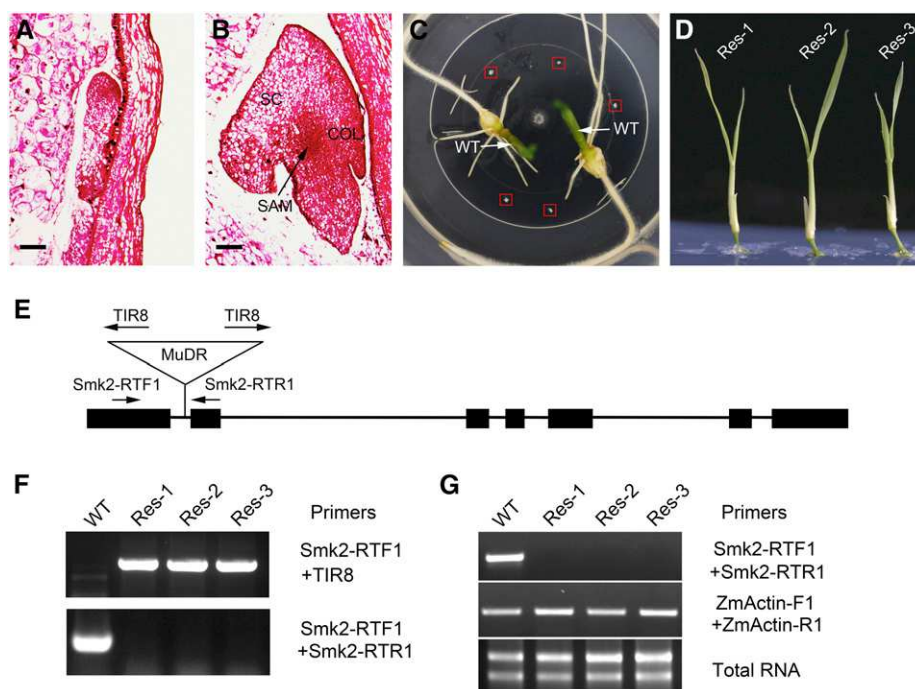 A
B
C
D
SC
COL
SAM
WT
WT
Res-1
Res-2
Res-3
E
TIR8
TIR8
MuDR
Smk2-RTF1
Smk2-RTR1
F
WT
Res-1
Res-2
Res-3
Primers
Smk2-RTF1
+TIR8
Smk2-RTF1
+Smk2-RTR1
G
WT
Res-1
Res-2
Res-3
Primers
Smk2-RTF1
+Smk2-RTR1
ZmActin-F1
+ZmActin-R1
Total RNA